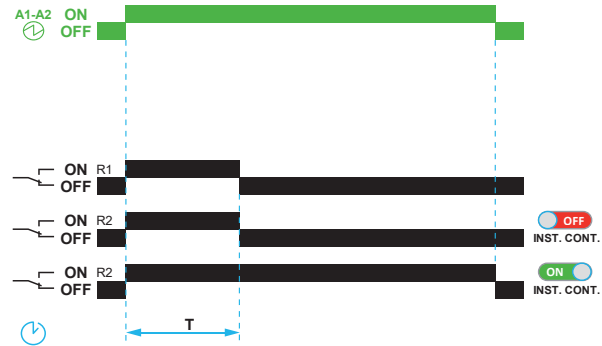 A1-A2 ON
OFF
ON R1
OFF
ON R2
OFF
OFF
INST. CONT.
ON R2
OFF
ON
INST. CONT.
T